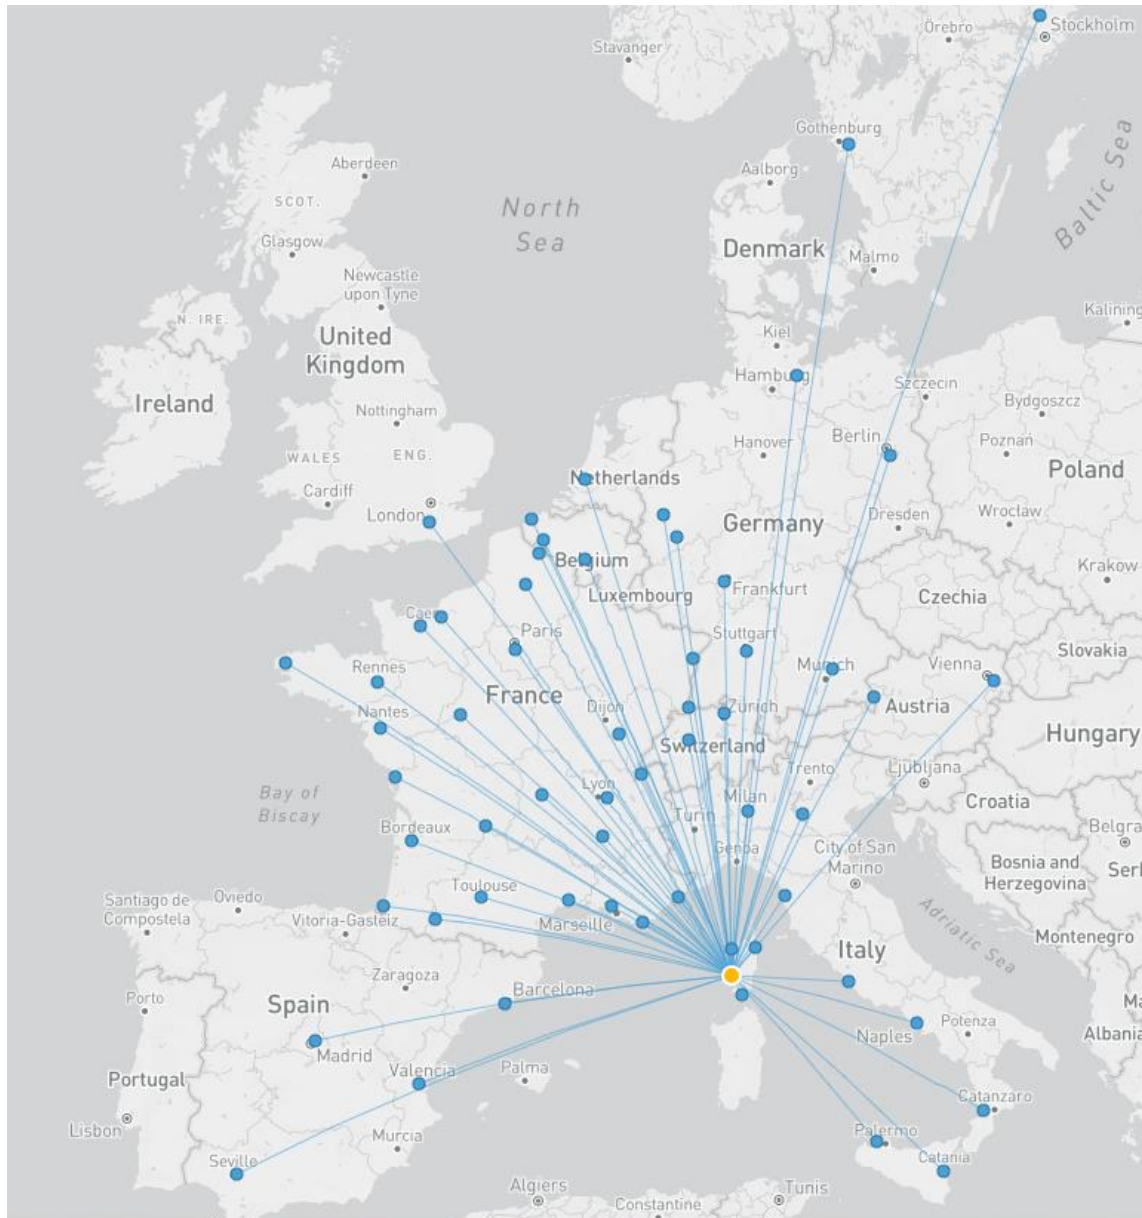 Örebro
Stockholm
Stavanger
Gothenburg
Aberdeen
Aalborg
SCOT.
North
Sea
Baltic Sea
Glasgow
Denmark
Malmo
Newcastle
upon Tyne
N. IRE.
Kalining
Kiel
United
Kingdom
Hamburg
Szczecin
Ireland
Bydgoszcz
Nottingham
Hanover
Berlin
Poznań
WALES
ENG.
Netherlands
Poland
Cardiff
London
Germany
Dresden
Wrocław
Belgium
Krakow
Frankfurt
Luxembourg
Czechia
Caen
Paris
Stuttgart
Slovakia
Rennes
Munich
Vienna
France
Nantes
Dijon
Zürich
Austria
Switzerland
Hungary
Ljubljana
Trento
Bay of
Biscay
Lyon
Milan
Croatia
Turin
Bordeaux
Belgra
Genoa
City of San
Marino
Bosnia and
Herzegovina
Serl
Toulouse
Santiago de
Compostela
Oviedo
Vitoria-Gasteiz
Marseille
Adriatic Sea
Montenegro
Italy
Zaragoza
Barcelona
Porto
Spain
Ma
Naples
Potenza
Albania
Madrid
Palma
Portugal
Valencia
Catanzaro
Lisbon
Murcia
Palermo
Seville
Catania
Algiers
Tunis
Constantine